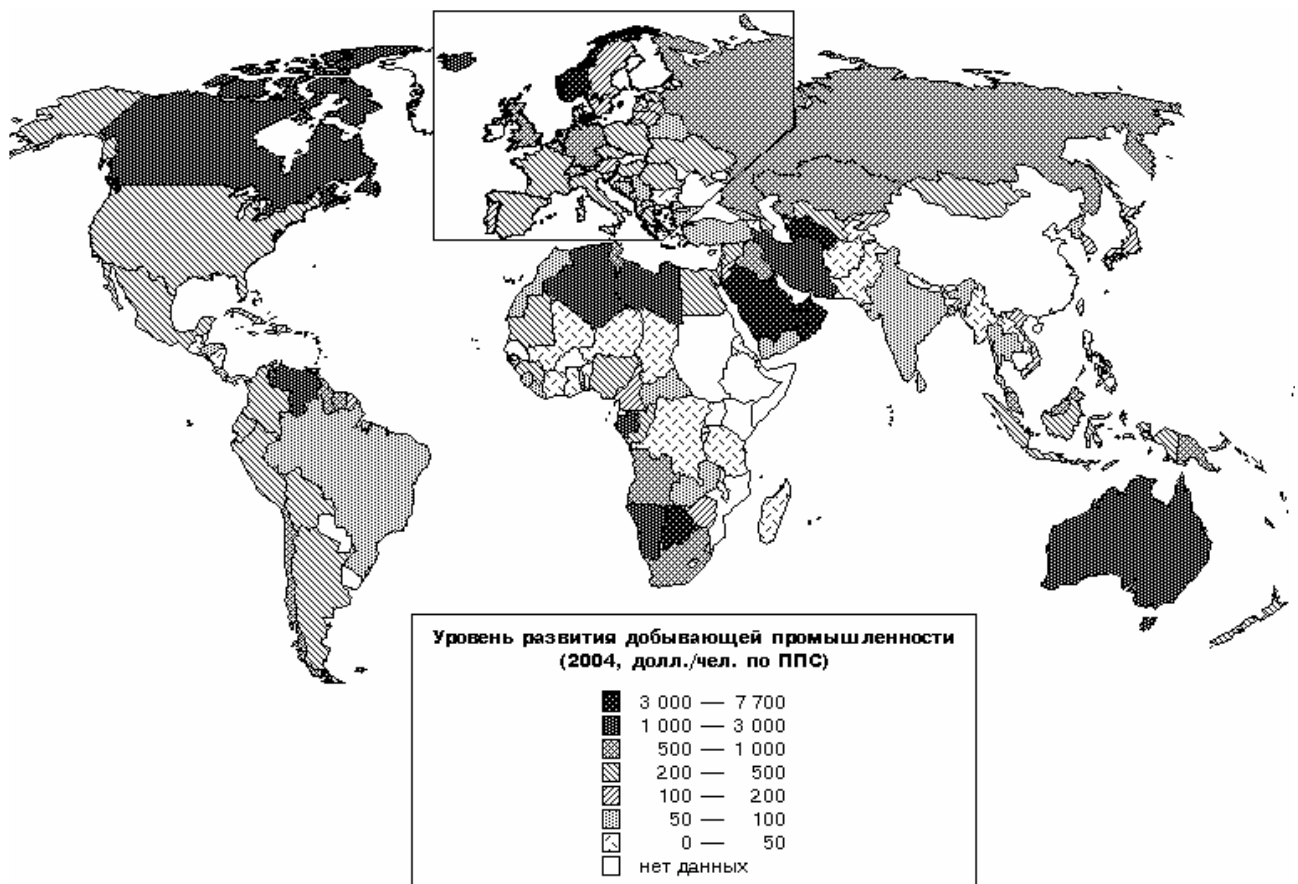 Уровень развития добывающей промышленности
(2004, долл./чел. по ППС)
3 000 — 7 700
1 000 — 3 000
500 — 1 000
200 — 500
100 — 200
50 — 100
0 — 50
нет данных